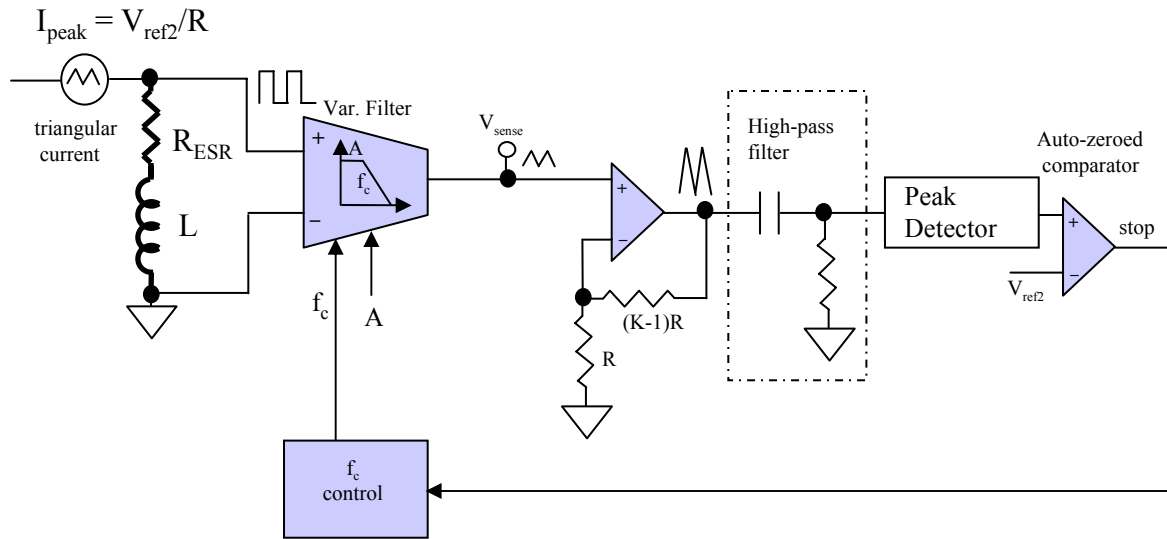 I_peak = V_ref2/R
triangular
current
R_ESR
L
Var. Filter
+
−
A
f_c
f_c
A
V_sense
+
−
(K-1)R
R
High-pass
filter
Peak
Detector
Auto-zeroed
comparator
+
−
V_ref2
stop
f_c
control